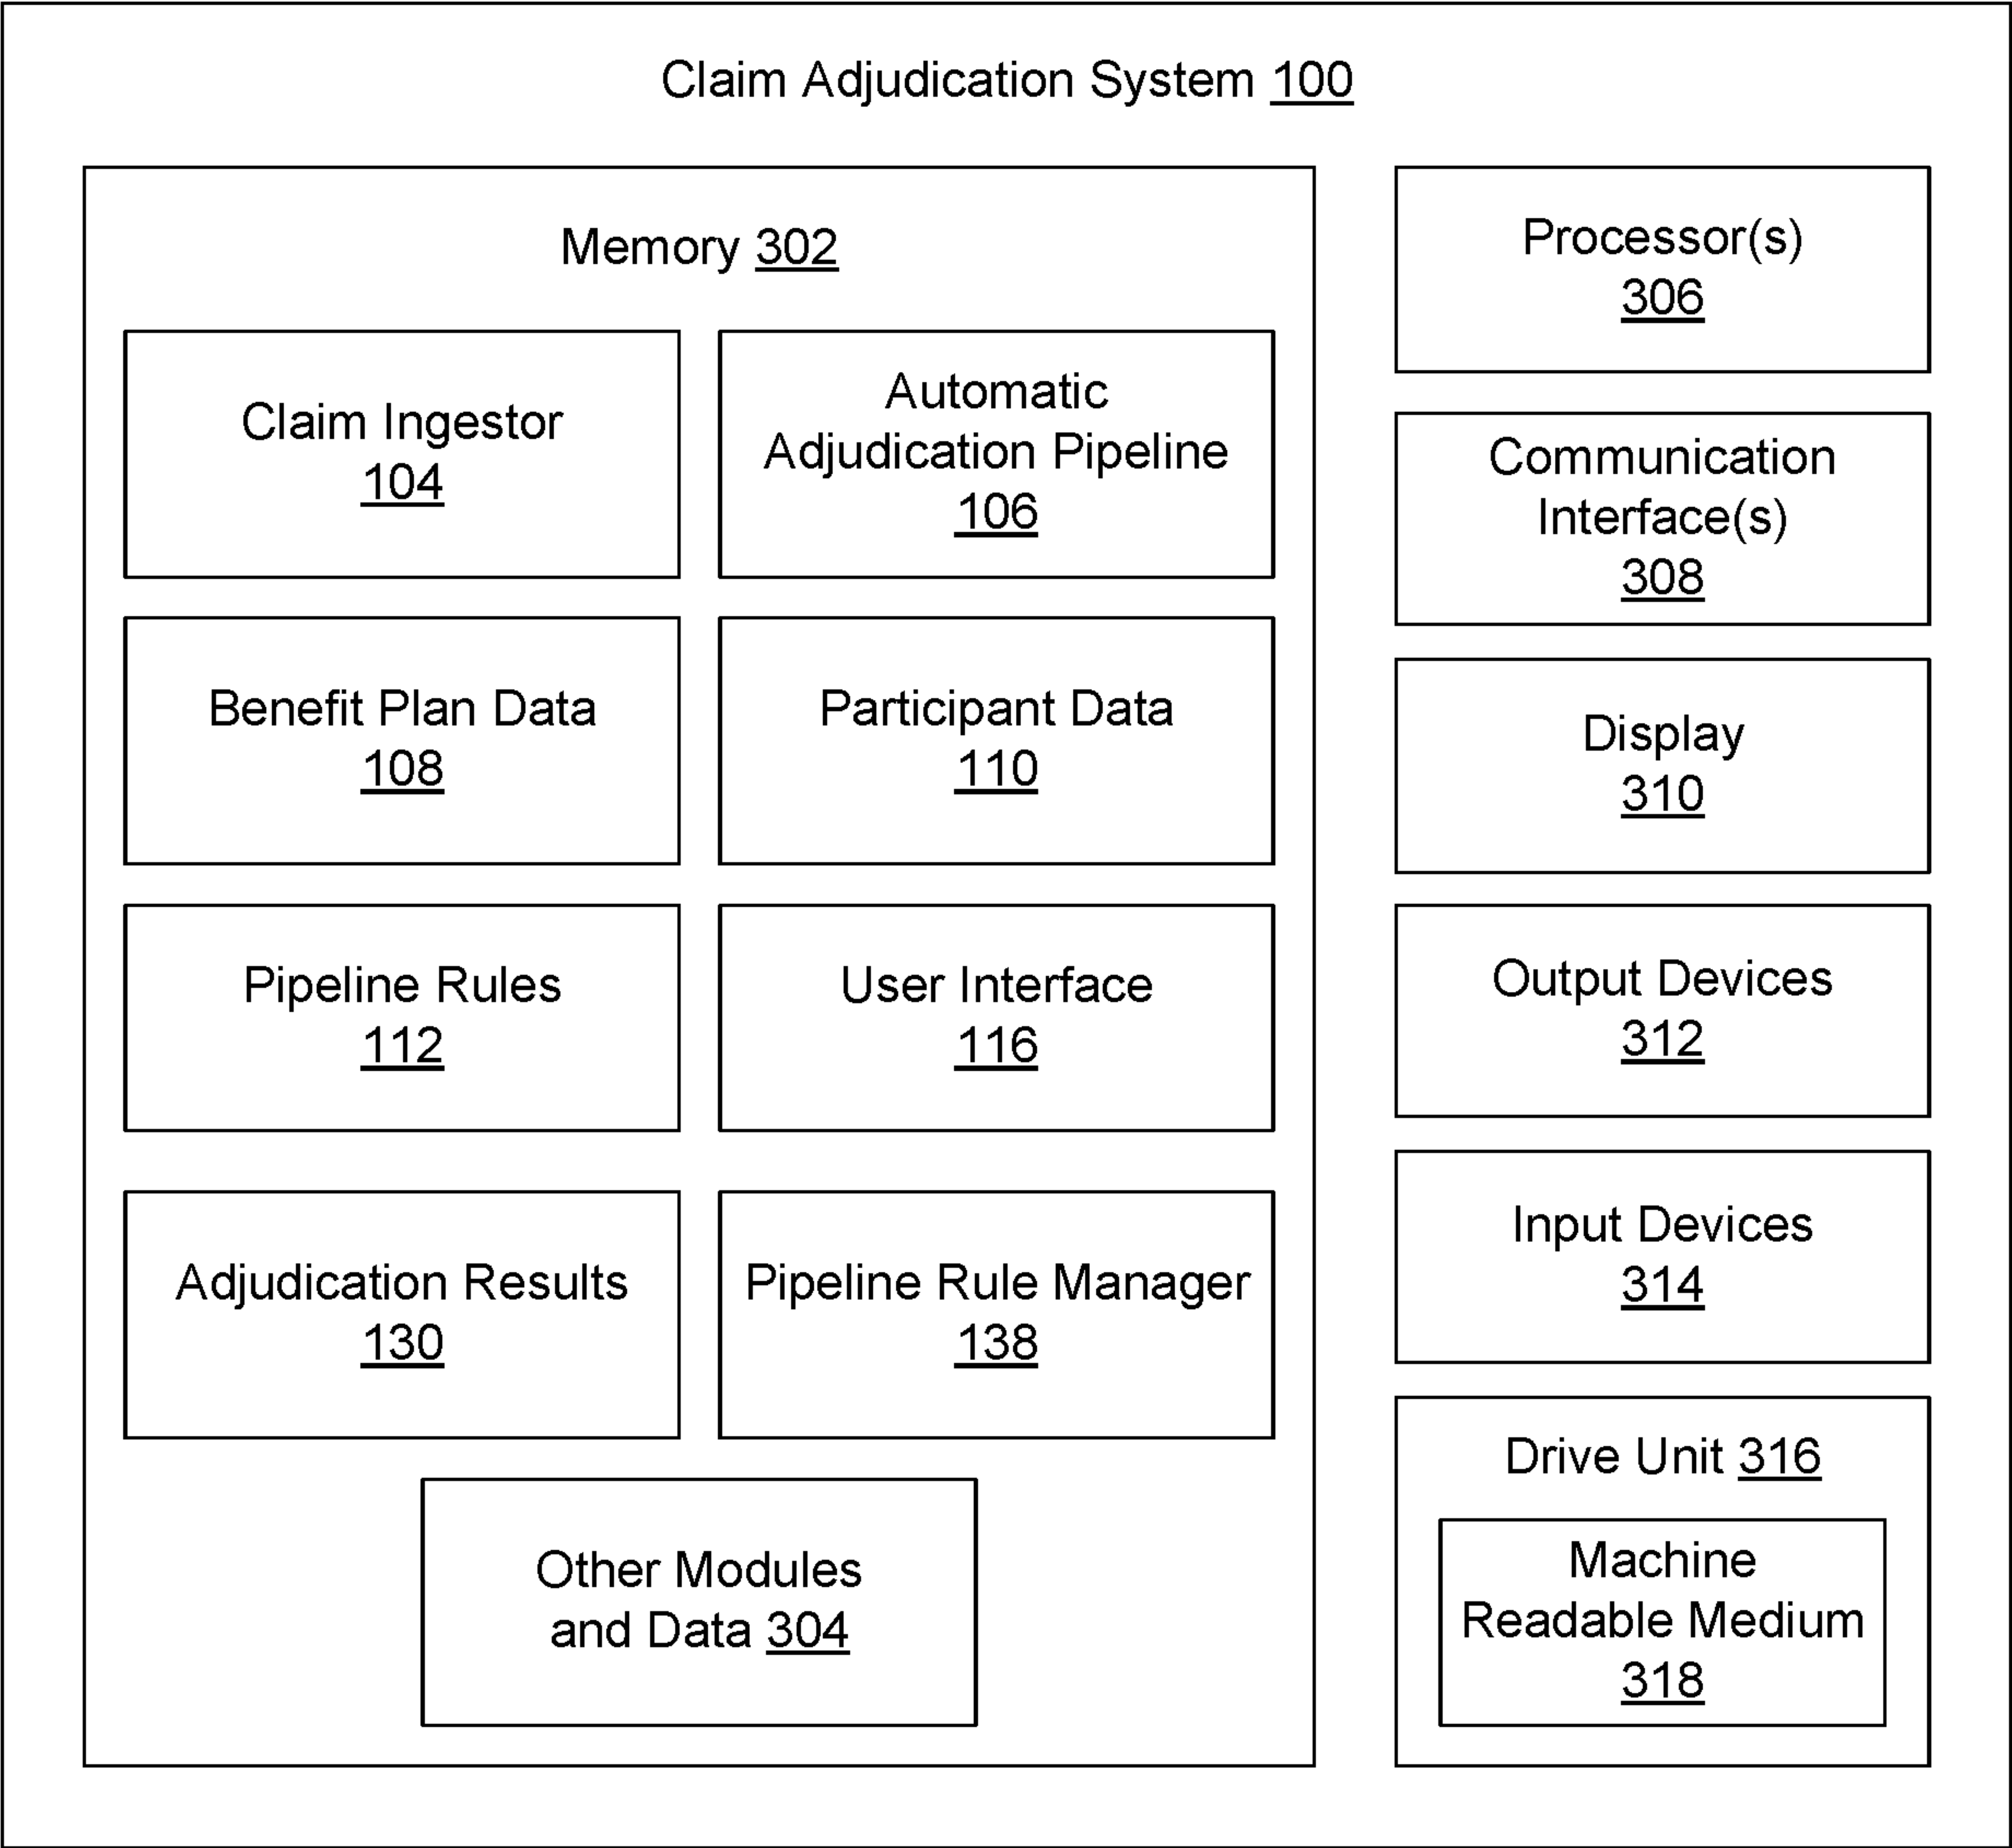 Claim Adjudication System 100
Memory 302
Claim Ingestor
104
Automatic
Adjudication Pipeline
106
Benefit Plan Data
108
Participant Data
110
Pipeline Rules
112
User Interface
116
Adjudication Results
130
Pipeline Rule Manager
138
Other Modules
and Data 304
Processor(s)
306
Communication
Interface(s)
308
Display
310
Output Devices
312
Input Devices
314
Drive Unit 316
Machine
Readable Medium
318